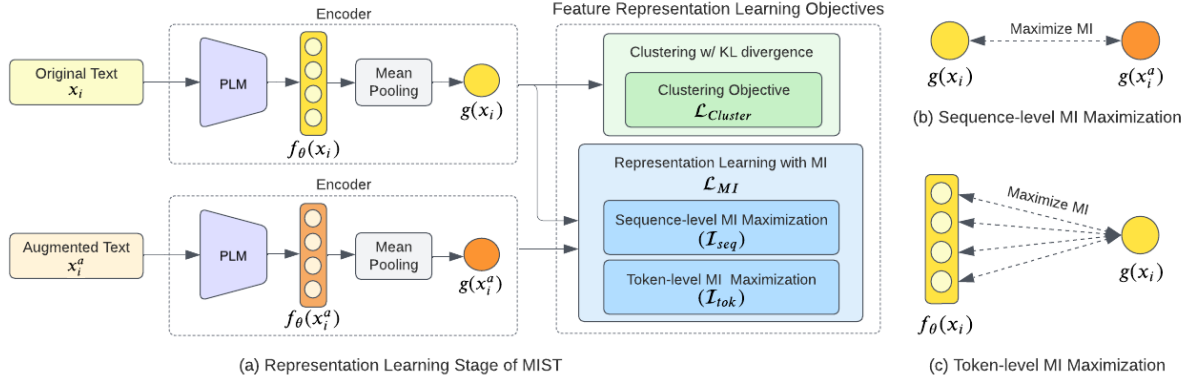 Encoder
Original Text
x_i
PLM
f_θ(x_i)
Mean
Pooling
g(x_i)
Encoder
Augmented Text
x_i^a
PLM
f_θ(x_i^a)
Mean
Pooling
g(x_i^a)
Feature Representation Learning Objectives
Clustering w/ KL divergence
Clustering Objective
ℒ_Cluster
Representation Learning with MI
ℒ_MI
Sequence-level MI Maximization
(ℐ_seq)
Token-level MI Maximization
(ℐ_tok)
(a) Representation Learning Stage of MIST
Maximize MI
g(x_i)
g(x_i^a)
(b) Sequence-level MI Maximization
Maximize MI
f_θ(x_i)
g(x_i)
(c) Token-level MI Maximization